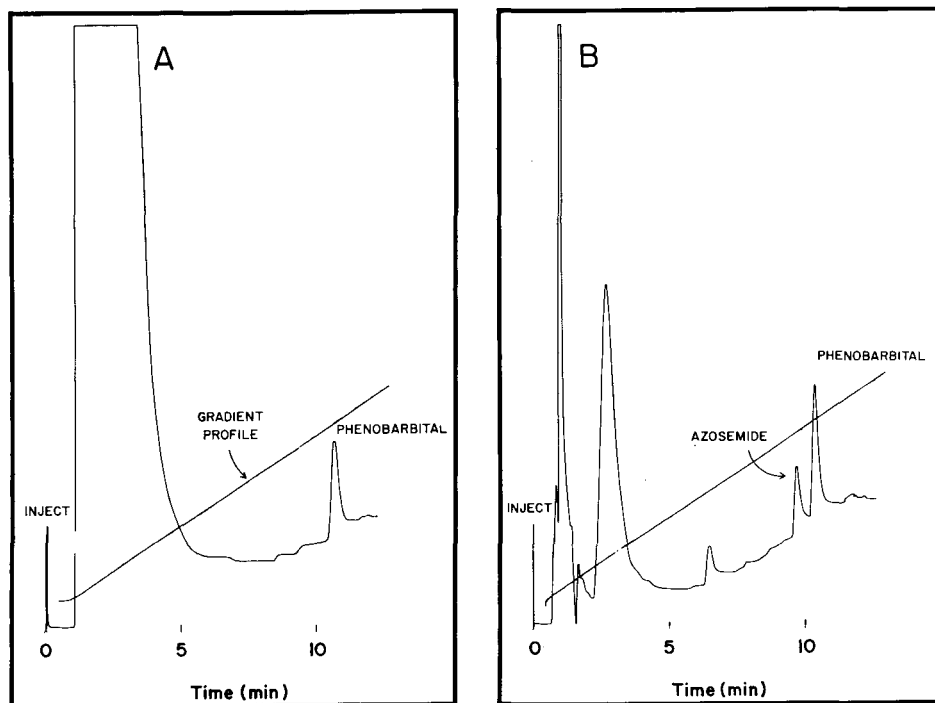 A
GRADIENT
PROFILE
PHENOBARBITAL
INJECT
0 5 10
Time (min)
B
PHENOBARBITAL
AZOSEMIDE
INJECT
0 5 10
Time (min)